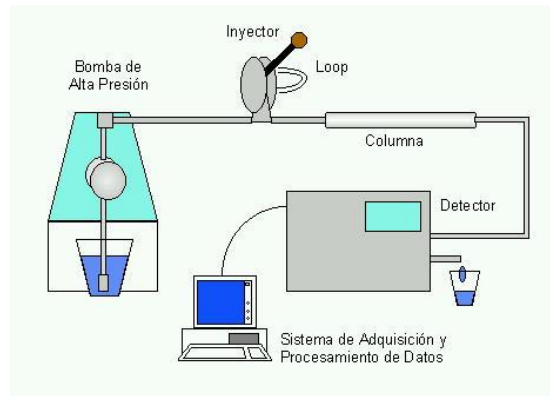 Inyector
Bomba de
Alta Presión
Loop
Columna
Detector
Sistema de Adquisición y
Procesamiento de Datos